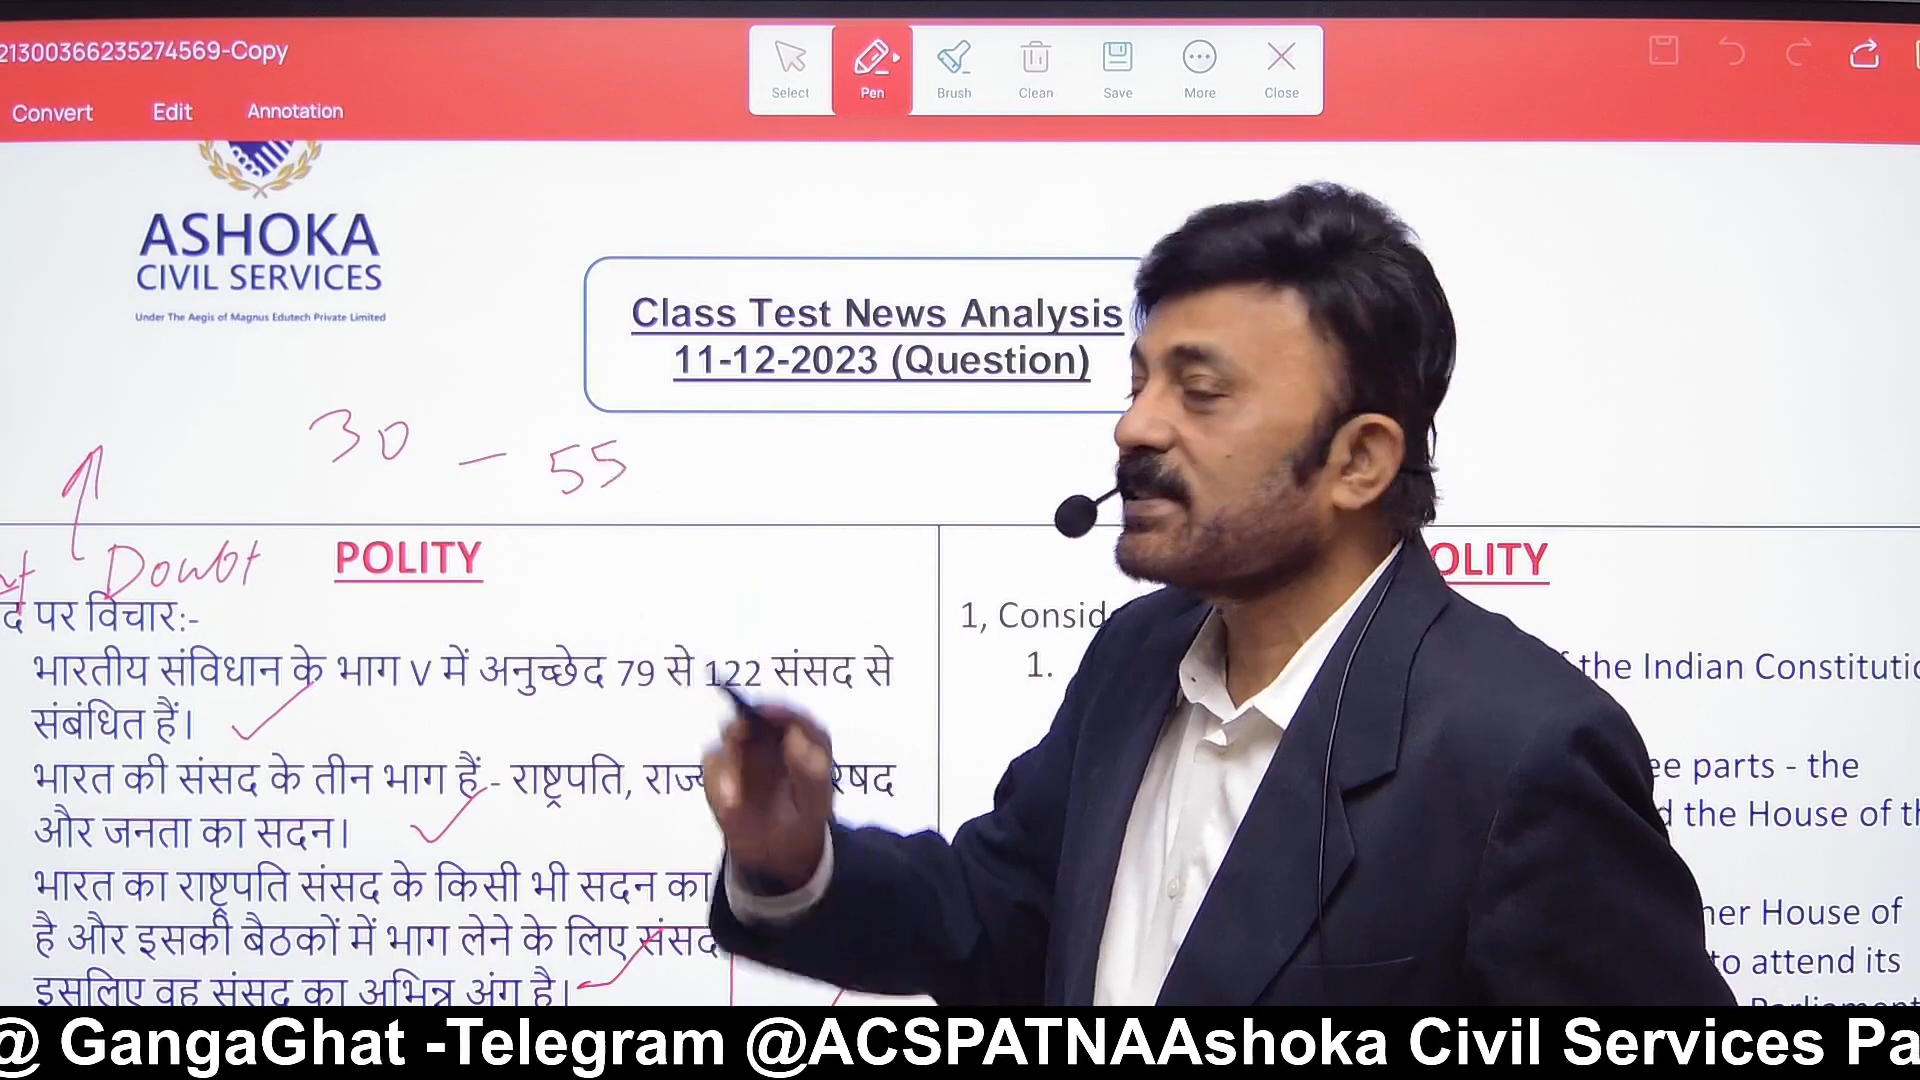 21300366235274569-Copy
Select
Pen
Brush
Clean
Save
More
Close
Convert Edit Annotation
ASHOKA
CIVIL SERVICES
Under The Aegis of Magnus Edutech Private Limited
Class Test News Analysis
11-12-2023 (Question)
30 - 55
Doubt
POLITY
पर विचार:-
भारतीय संविधान के भाग V में अनुच्छेद 79 से 122 संसद से
संबंधित हैं।
भारत की संसद के तीन भाग हैं - राष्ट्रपति,
और जनता का सदन।
भारत का राष्ट्रपति संसद के किसी भी सदन का
है और इसकी बैठकों में भाग लेने के लिए संसद
इसलिए वह संसद का अभिन्न अंग है।
OLITY
1, Consid
1. the Indian Constitutio
ee parts - the
d the House of th
her House of
to attend its
@ GangaGhat -Telegram @ACSPATNAAshoka Civil Services Pa